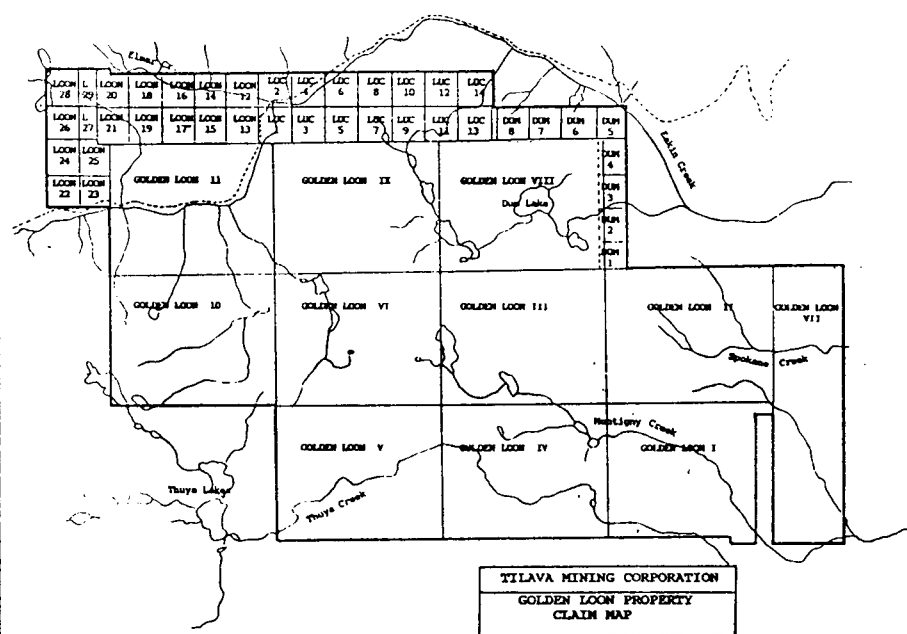 Elmar Cr
LOON 28
L 29
LOON 20
LOON 18
LOON 16
LOON 14
LOON 12
LUC 2
LUC 4
LUC 6
LUC 8
LUC 10
LUC 12
LUC 14
LOON 26
L 27
LOON 21
LOON 19
LOON 17
LOON 15
LOON 13
LUC
LUC 3
LUC 5
LUC 7
LUC 9
LUC 11
LUC 13
DUM 8
DUM 7
DUM 6
DUM 5
LOON 24
LOON 25
DUM 4
Eakin Creek
LOON 22
LOON 23
GOLDEN LOON 11
GOLDEN LOON IX
GOLDEN LOON VIII
DUM 3
Dum Lake
DUM 2
DUM 1
GOLDEN LOON 10
GOLDEN LOON VI
GOLDEN LOON III
GOLDEN LOON II
GOLDEN LOON VII
Spokane Creek
Montigny Creek
GOLDEN LOON V
GOLDEN LOON IV
GOLDEN LOON I
Thuya Lakes
Thuya Creek
TILAVA MINING CORPORATION
GOLDEN LOON PROPERTY
CLAIM MAP